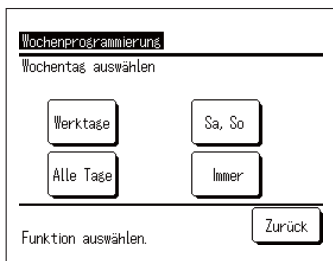 Wochenprogrammierung
Wochentag auswählen
Werktage
Sa, So
Alle Tage
Immer
Zurück
Funktion auswählen.